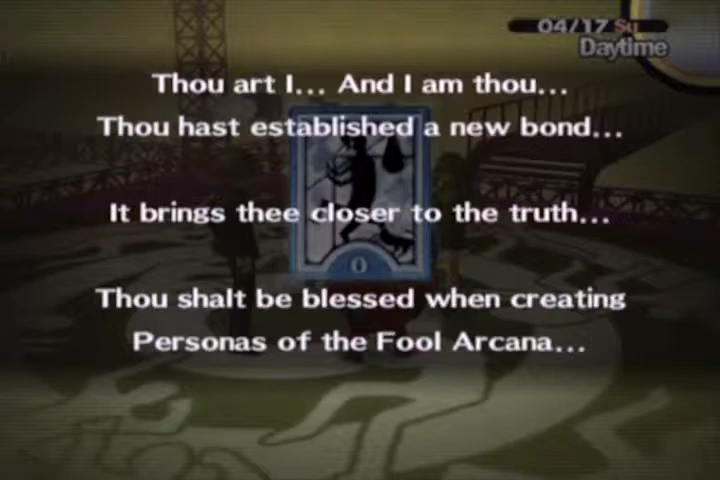 04/17 Su
Daytime
Thou art I... And I am thou...
Thou hast established a new bond...
It brings thee closer to the truth...
Thou shalt be blessed when creating
Personas of the Fool Arcana...
0